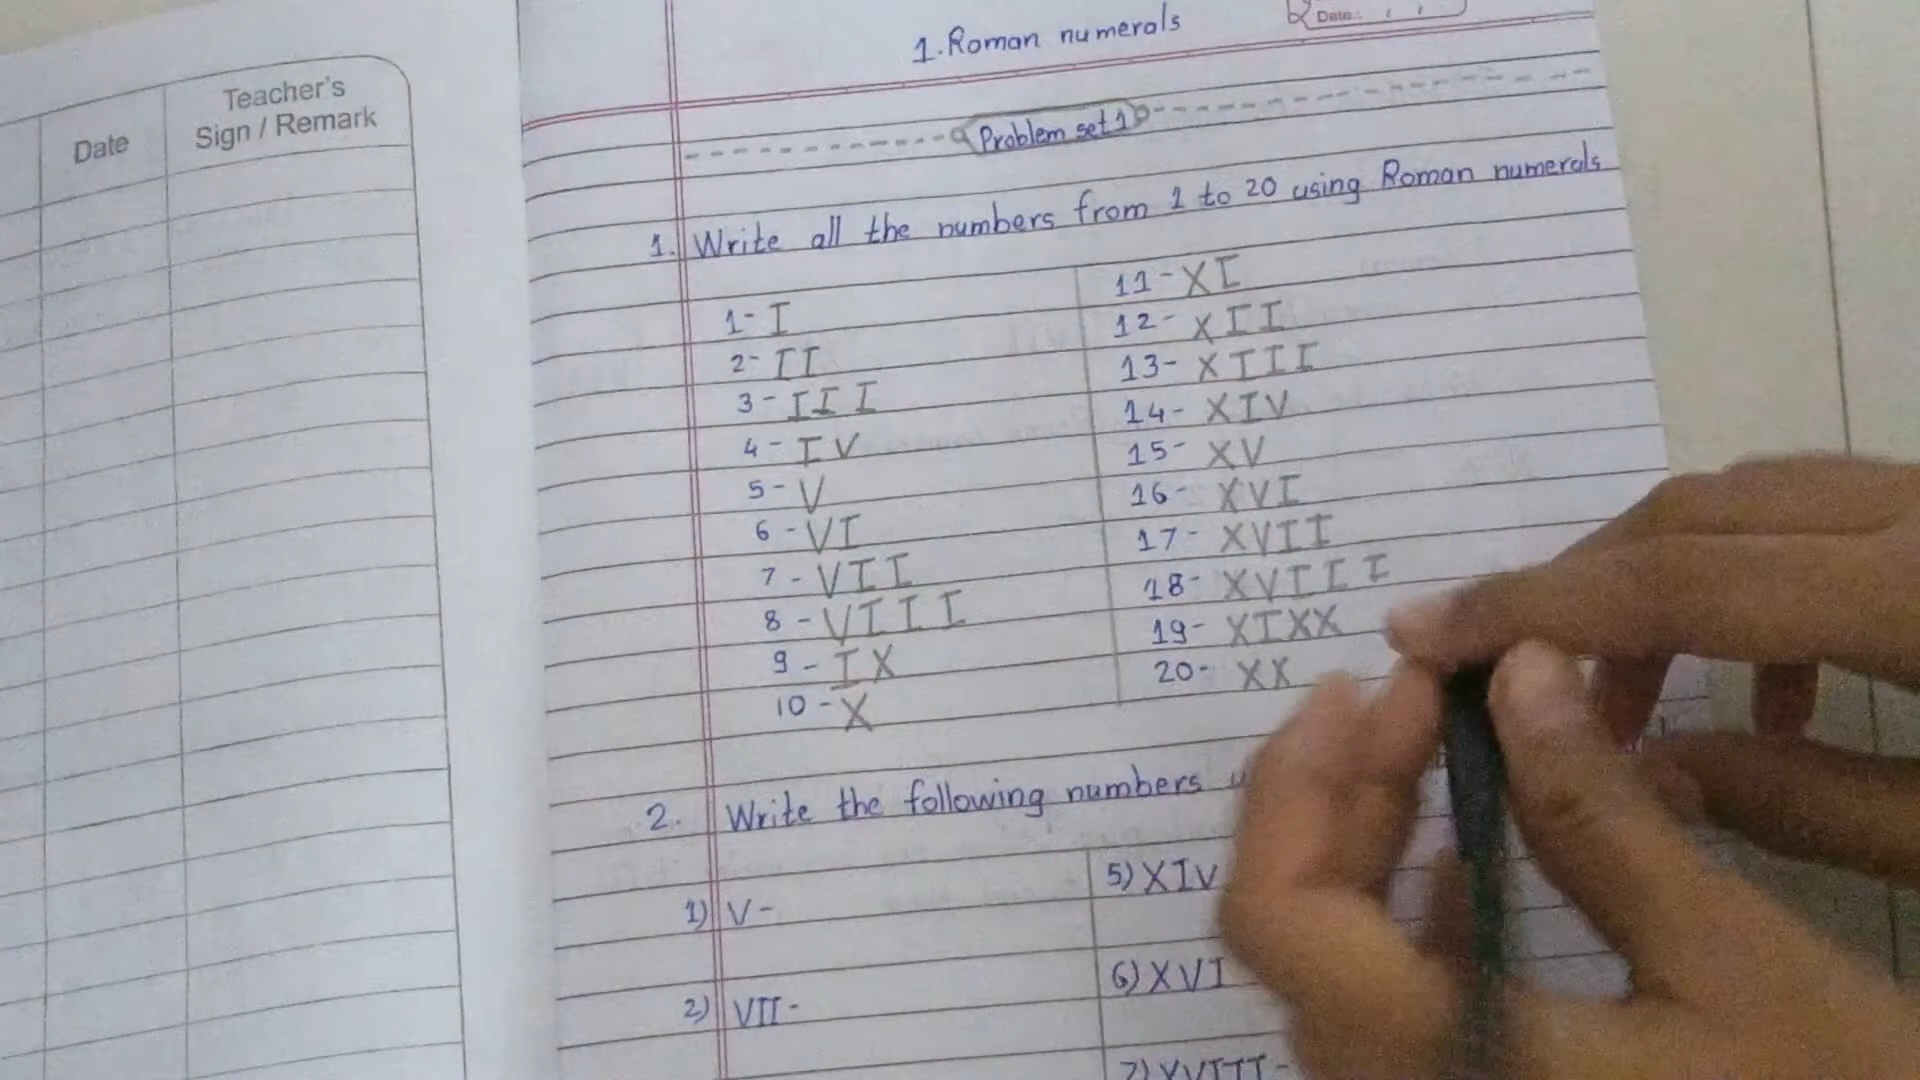 Date
Teacher's
Sign / Remark
Date: / /
1. Roman numerals
Problem set 1
1. Write all the numbers from 1 to 20 using Roman numerals
1 - I
2 - II
3 - III
4 - IV
5 - V
6 - VI
7 - VII
8 - VIII
9 - IX
10 - X
11 - XI
12 - XII
13 - XIII
14 - XIV
15 - XV
16 - XVI
17 - XVII
18 - XVIII
19 - XIXX
20 - XX
2. Write the following numbers
1) V -
2) VII -
5) XIV
6) XVI
7) XVIII -